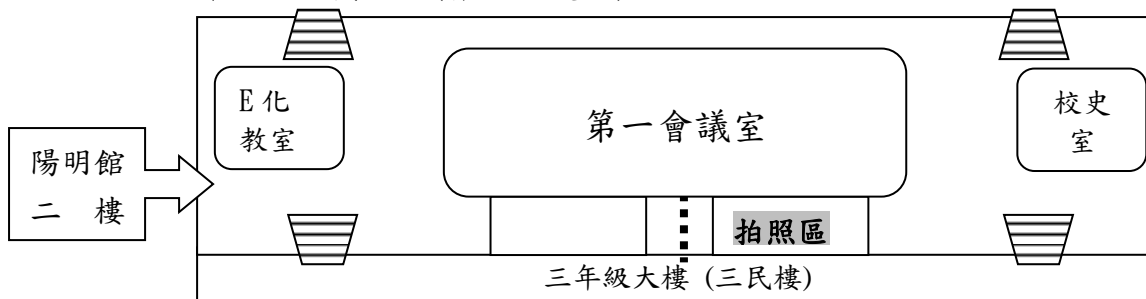 E化
教室
第一會議室
校史
室
陽明館
二 樓
拍照區
三年級大樓 (三民樓)